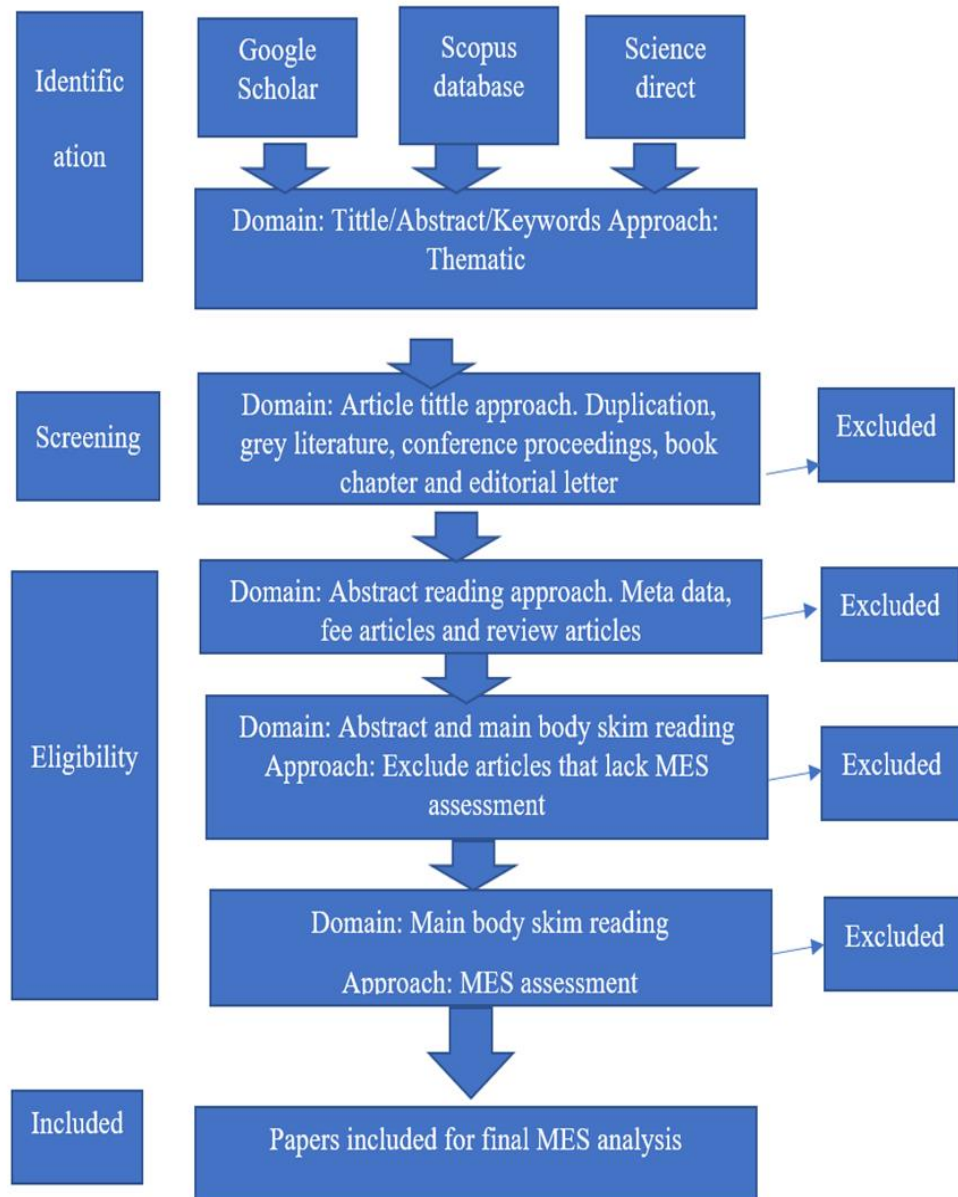 Identific
ation
Google
Scholar
Scopus
database
Science
direct
Domain: Tittle/Abstract/Keywords Approach:
Thematic
Screening
Domain: Article tittle approach. Duplication,
grey literature, conference proceedings, book
chapter and editorial letter
Excluded
Eligibility
Domain: Abstract reading approach. Meta data,
fee articles and review articles
Excluded
Domain: Abstract and main body skim reading
Approach: Exclude articles that lack MES
assessment
Excluded
Domain: Main body skim reading
Approach: MES assessment
Excluded
Included
Papers included for final MES analysis